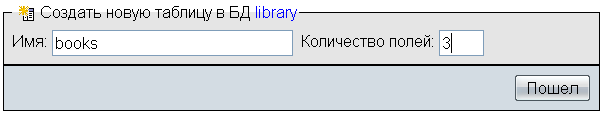 Создать новую таблицу в БД library
Имя: books Количество полей: 3
Пошел